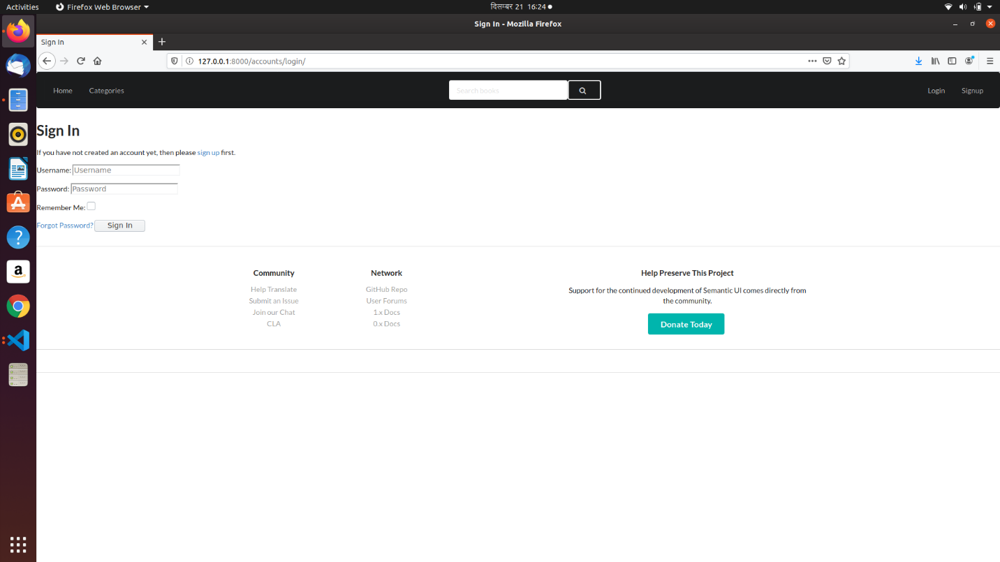 Activities Firefox Web Browser दिसम्बर 21 16:24
Sign In - Mozilla Firefox
Sign In
127.0.0.1:8000/accounts/login/
Home Categories Search books Login Signup
Sign In
If you have not created an account yet, then please sign up first.
Username: Username
Password: Password
Remember Me:
Forgot Password? Sign In
Community Network Help Preserve This Project
Help Translate GitHub Repo Support for the continued development of Semantic UI comes directly from
Submit an Issue User Forums the community.
Join our Chat 1.x Docs
CLA 0.x Docs Donate Today